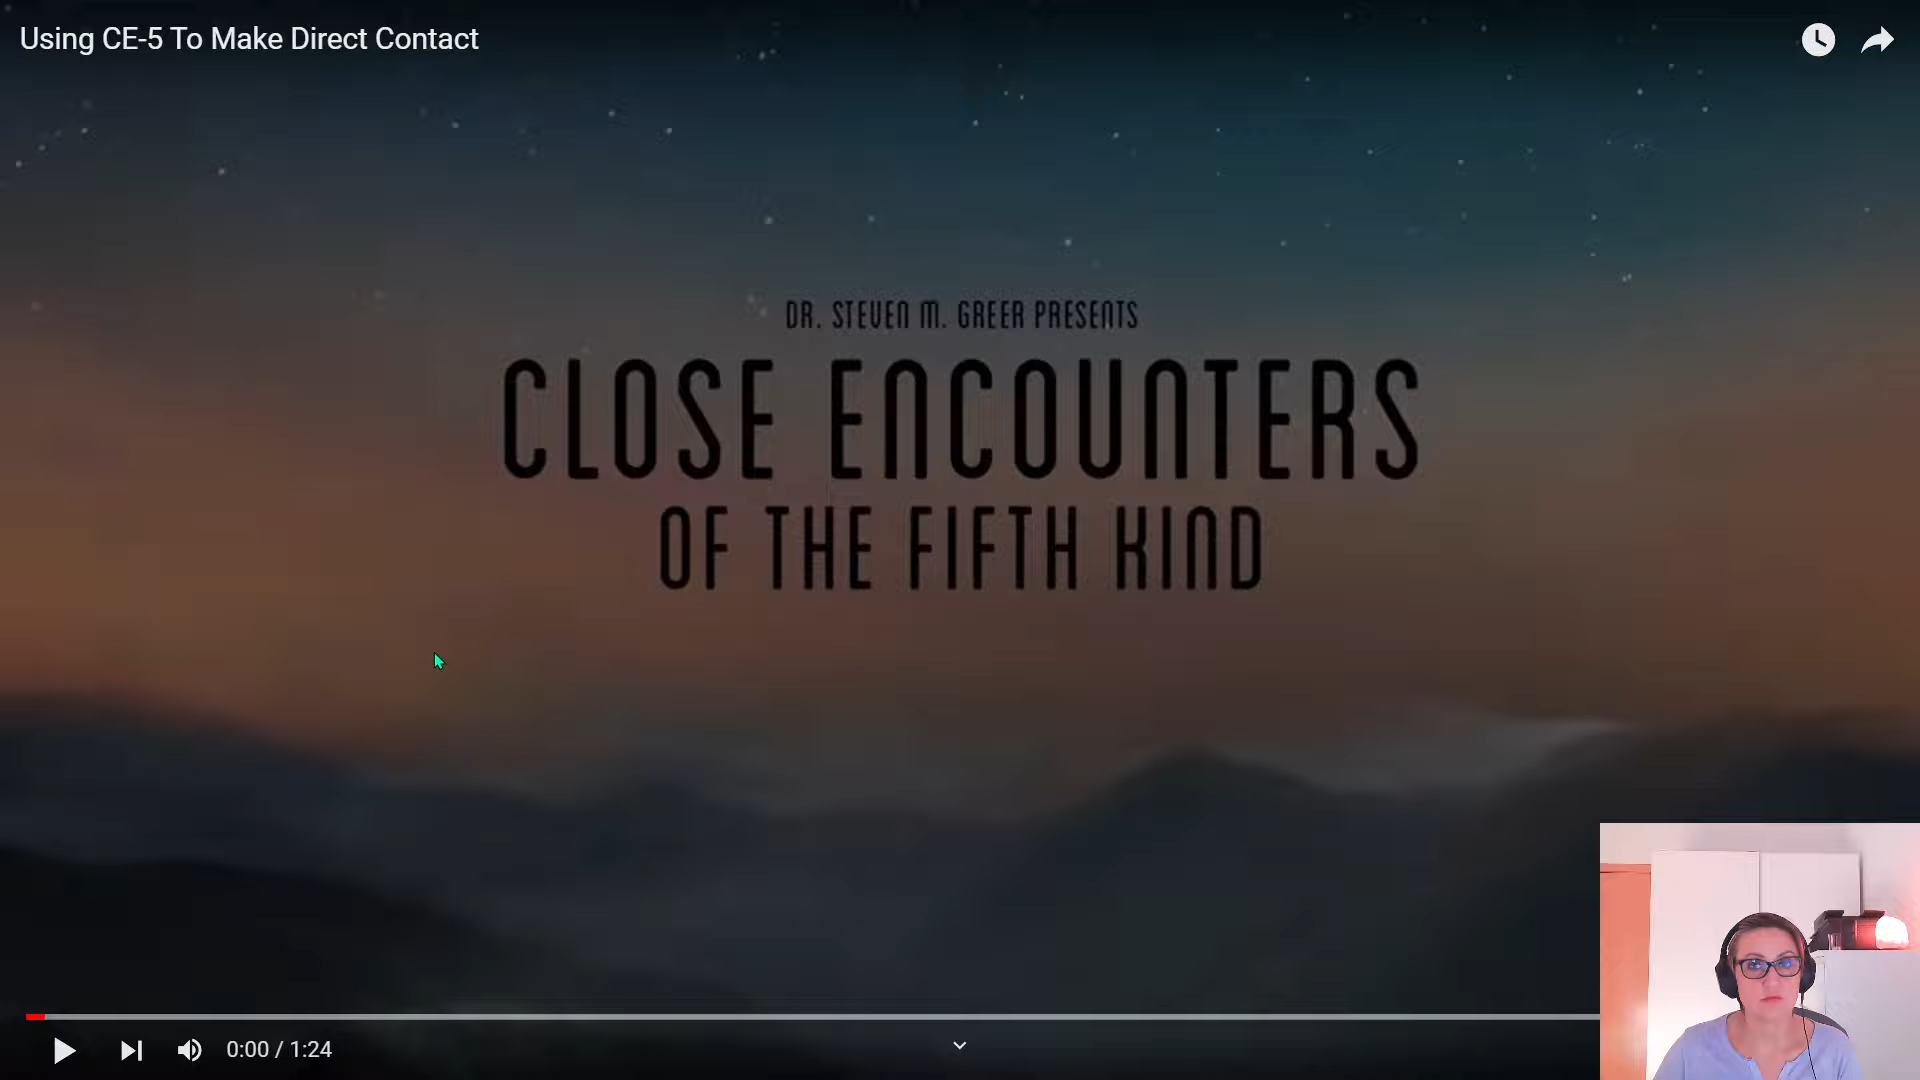 Using CE-5 To Make Direct Contact
DR. STEVEN M. GREER PRESENTS
CLOSE ENCOUNTERS
OF THE FIFTH KIND
0:00 / 1:24